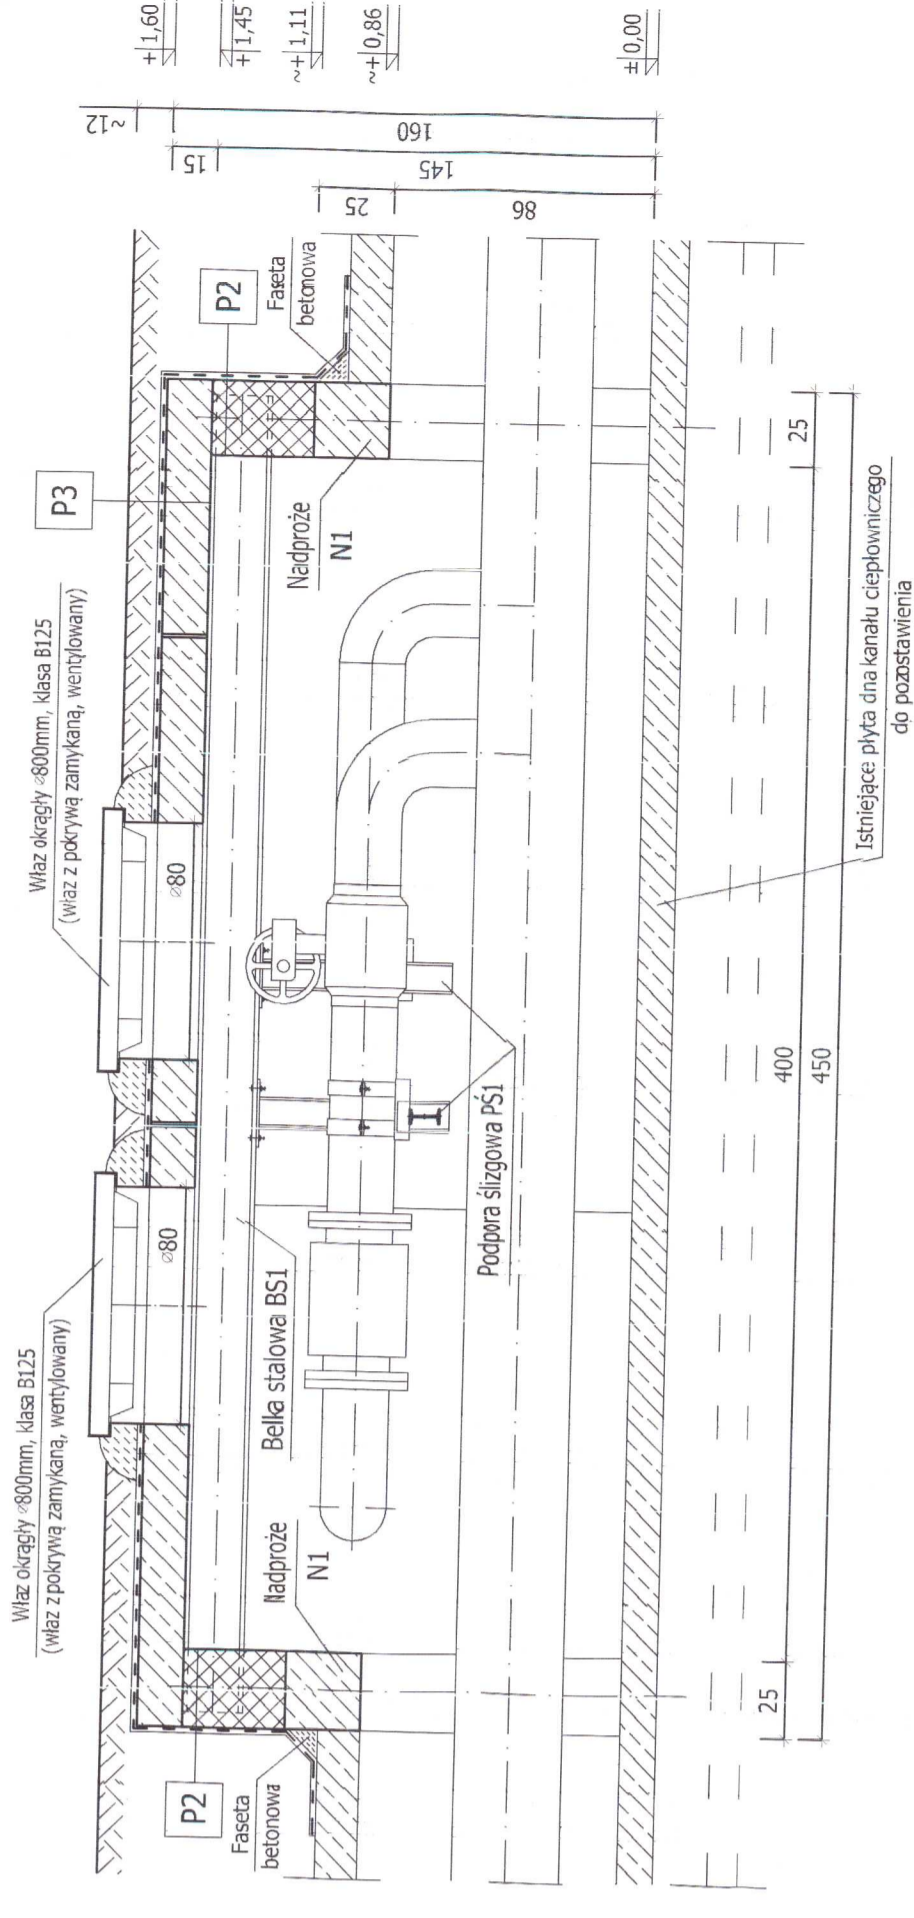 Właz okrągły ⌀800mm, klasa B125
(właz z pokrywą zamykaną, wentylowany)
Właz okrągły ⌀800mm, klasa B125
(właz z pokrywą zamykaną, wentylowany)
P3
P2
P2
Faseta
betonowa
Faseta
betonowa
⌀80
⌀80
Belka stalowa BS1
Nadproże
N1
Nadproże
N1
Podpora ślizgowa PŚ1
Istniejące płyta dna kanału ciepłowniczego
do pozostawienia
25
400
25
450
~12
15
160
145
25
86
+ 1,60
+ 1,45
~+ 1,11
~+ 0,86
± 0,00